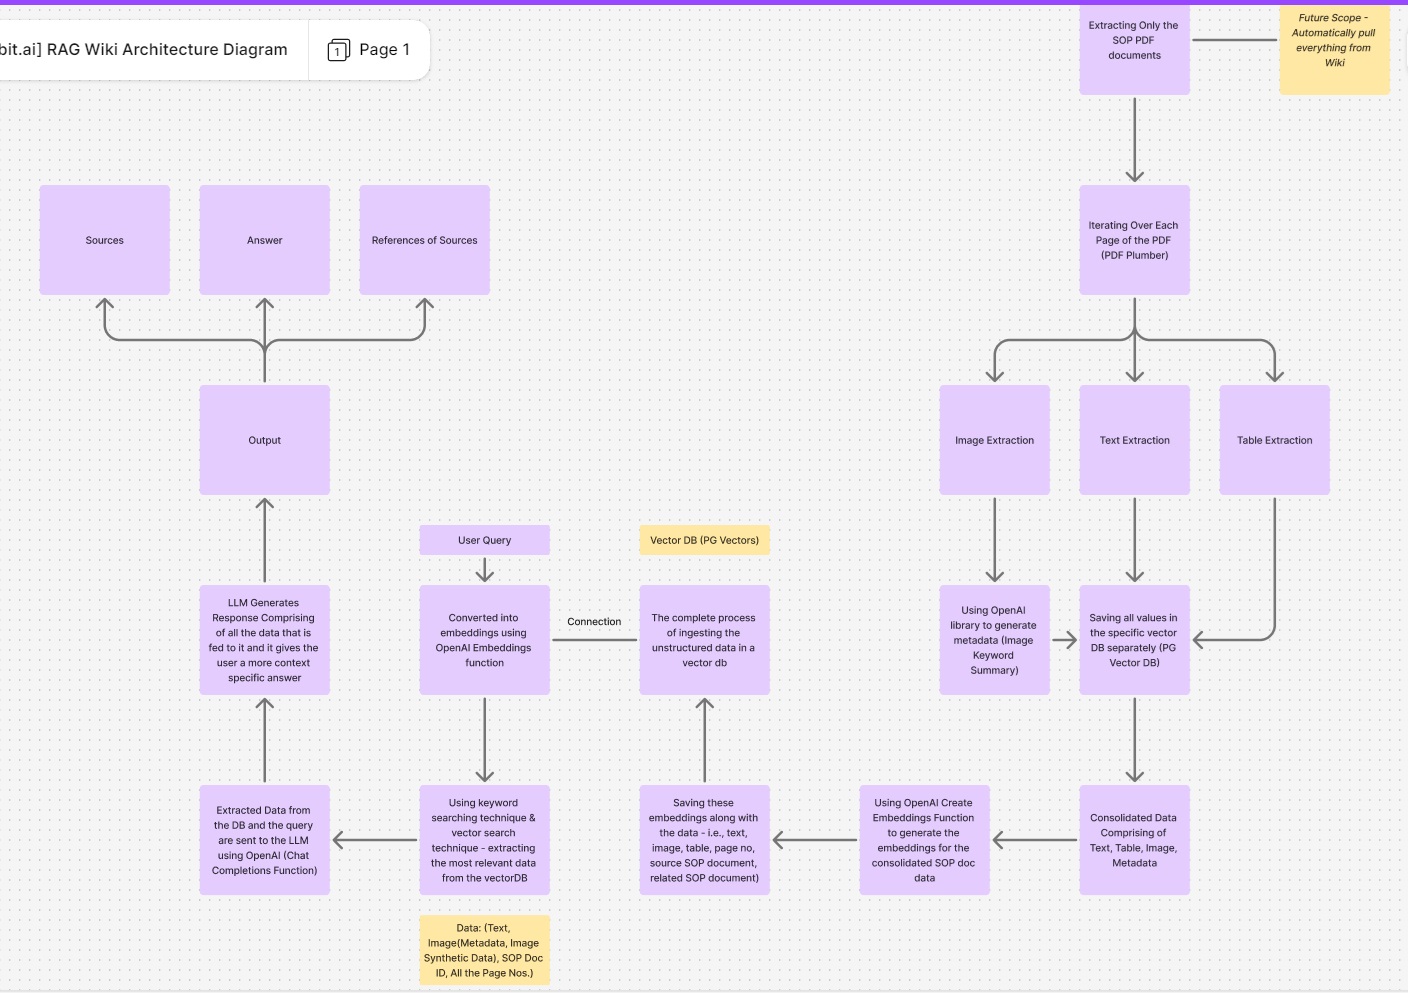 bit.ai] RAG Wiki Architecture Diagram
1
Page 1
Extracting Only the
SOP PDF
documents
Future Scope -
Automatically pull
everything from
Wiki
Sources
Answer
References of Sources
Iterating Over Each
Page of the PDF
(PDF Plumber)
Output
Image Extraction
Text Extraction
Table Extraction
User Query
Vector DB (PG Vectors)
LLM Generates
Response Comprising
of all the data that is
fed to it and it gives the
user a more context
specific answer
Converted into
embeddings using
OpenAI Embeddings
function
Connection
The complete process
of ingesting the
unstructured data in a
vector db
Using OpenAI
library to generate
metadata (Image
Keyword
Summary)
Saving all values in
the specific vector
DB separately (PG
Vector DB)
Extracted Data from
the DB and the query
are sent to the LLM
using OpenAI (Chat
Completions Function)
Using keyword
searching technique &
vector search
technique - extracting
the most relevant data
from the vectorDB
Saving these
embeddings along with
the data - i.e., text,
image, table, page no,
source SOP document,
related SOP document)
Using OpenAI Create
Embeddings Function
to generate the
embeddings for the
consolidated SOP doc
data
Consolidated Data
Comprising of
Text, Table, Image,
Metadata
Data: (Text,
Image(Metadata, Image
Synthetic Data), SOP Doc
ID, All the Page Nos.)